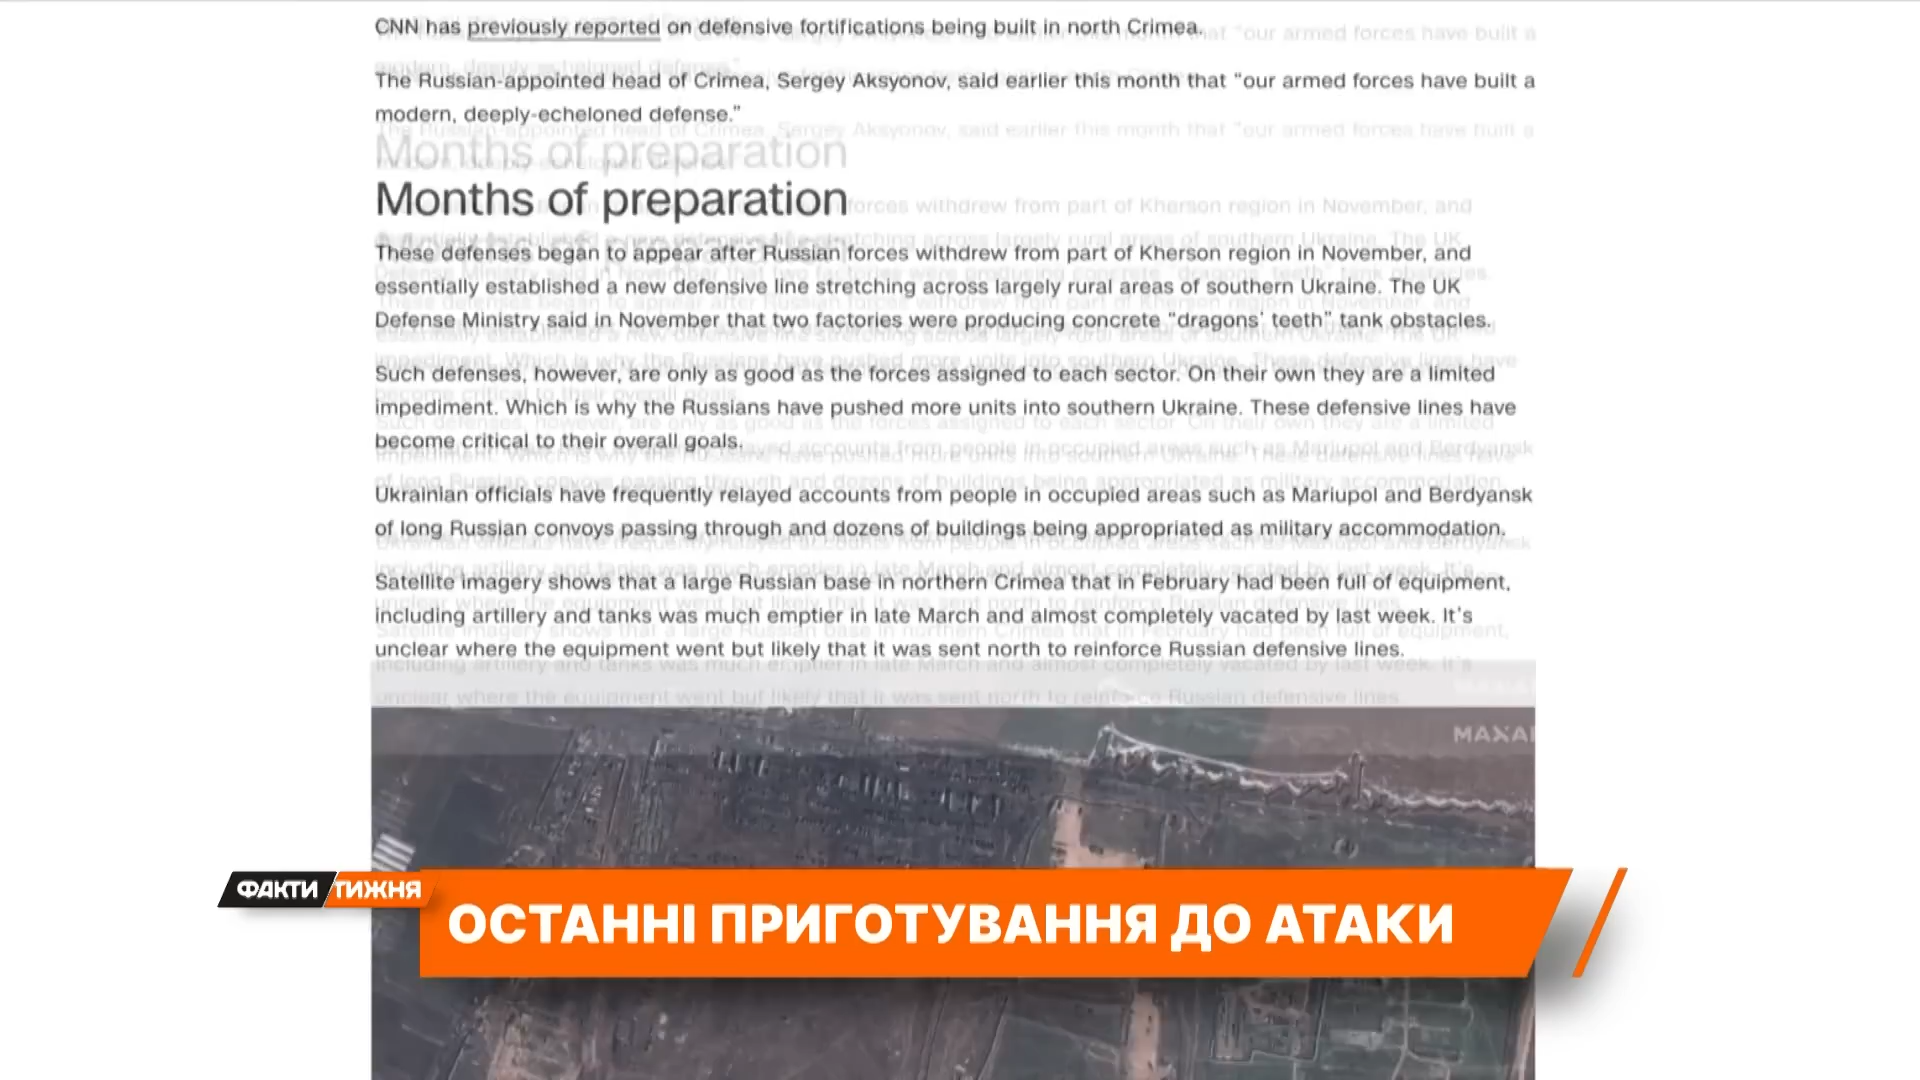 CNN has previously reported on defensive fortifications being built in north Crimea.
The Russian-appointed head of Crimea, Sergey Aksyonov, said earlier this month that "our armed forces have built a
modern, deeply-echeloned defense."
Months of preparation
These defenses began to appear after Russian forces withdrew from part of Kherson region in November, and
essentially established a new defensive line stretching across largely rural areas of southern Ukraine. The UK
Defense Ministry said in November that two factories were producing concrete "dragons' teeth" tank obstacles.
Such defenses, however, are only as good as the forces assigned to each sector. On their own they are a limited
impediment. Which is why the Russians have pushed more units into southern Ukraine. These defensive lines have
become critical to their overall goals.
Ukrainian officials have frequently relayed accounts from people in occupied areas such as Mariupol and Berdyansk
of long Russian convoys passing through and dozens of buildings being appropriated as military accommodation.
Satellite imagery shows that a large Russian base in northern Crimea that in February had been full of equipment,
including artillery and tanks was much emptier in late March and almost completely vacated by last week. It's
unclear where the equipment went but likely that it was sent north to reinforce Russian defensive lines.
MAXA
ФАКТИ ТИЖНЯ
ОСТАННІ ПРИГОТУВАННЯ ДО АТАКИ